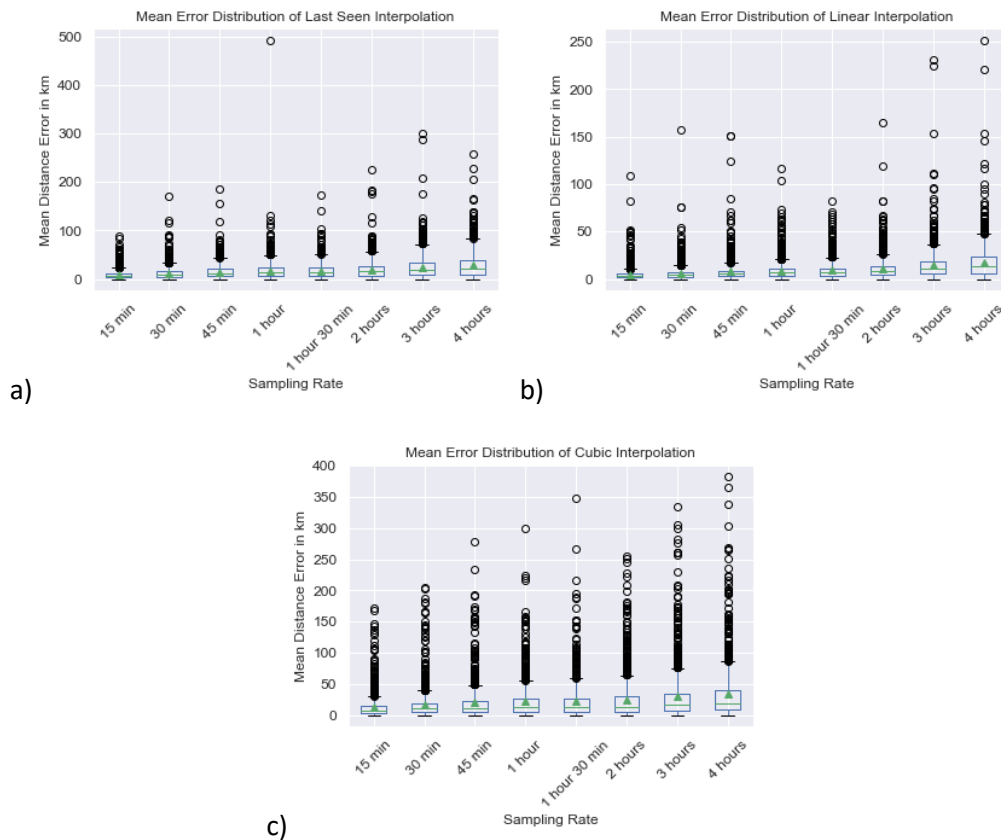 Mean Error Distribution of Last Seen Interpolation
Mean Distance Error in km
500
400
300
200
100
0
15 min
30 min
45 min
1 hour
1 hour 30 min
2 hours
3 hours
4 hours
Sampling Rate
a)
Mean Error Distribution of Linear Interpolation
Mean Distance Error in km
250
200
150
100
50
0
15 min
30 min
45 min
1 hour
1 hour 30 min
2 hours
3 hours
4 hours
Sampling Rate
b)
Mean Error Distribution of Cubic Interpolation
Mean Distance Error in km
400
350
300
250
200
150
100
50
0
15 min
30 min
45 min
1 hour
1 hour 30 min
2 hours
3 hours
4 hours
Sampling Rate
c)